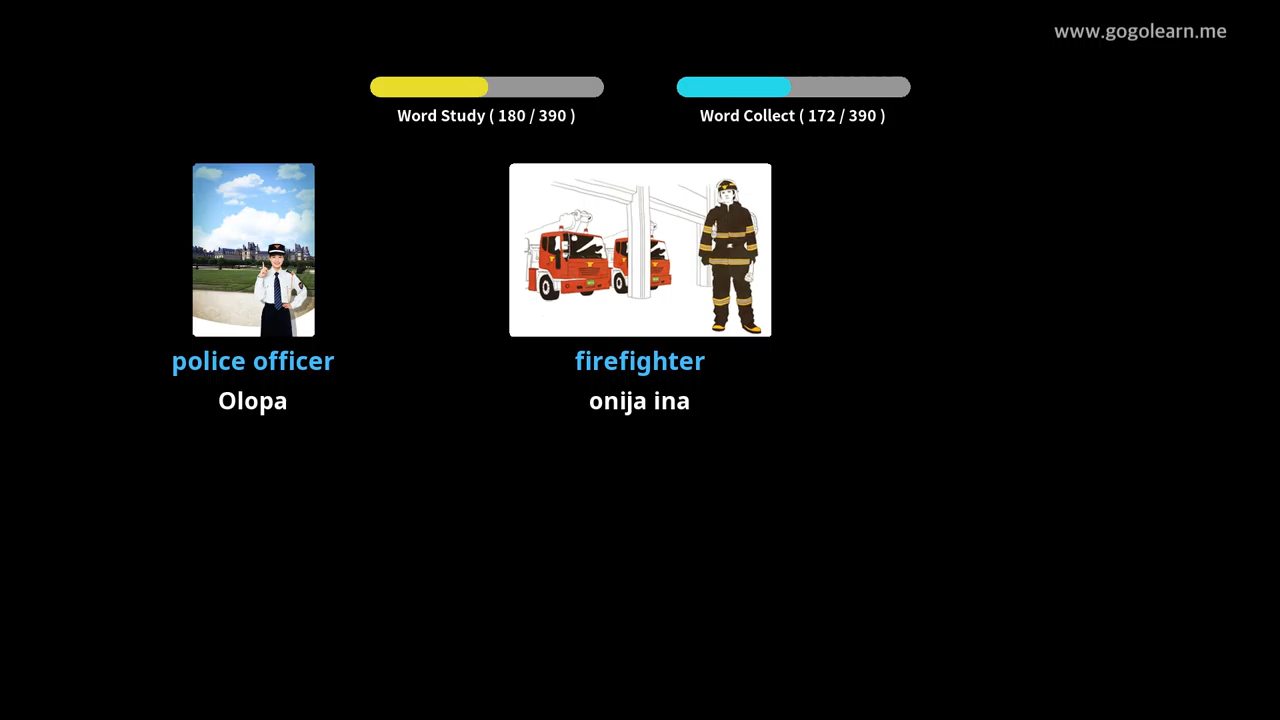 www.gogolearn.me
Word Study ( 180 / 390 )
Word Collect ( 172 / 390 )
police officer
Olopa
firefighter
onija ina